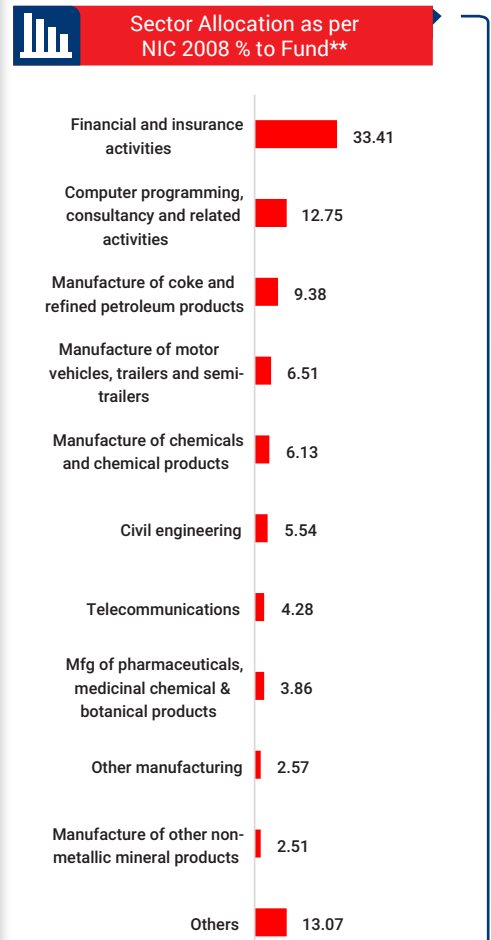 Sector Allocation as per
NIC 2008 % to Fund**
Financial and insurance
activities
33.41
Computer programming,
consultancy and related
activities
12.75
Manufacture of coke and
refined petroleum products
9.38
Manufacture of motor
vehicles, trailers and semi-
trailers
6.51
Manufacture of chemicals
and chemical products
6.13
Civil engineering
5.54
Telecommunications
4.28
Mfg of pharmaceuticals,
medicinal chemical &
botanical products
3.86
Other manufacturing
2.57
Manufacture of other non-
metallic mineral products
2.51
Others
13.07